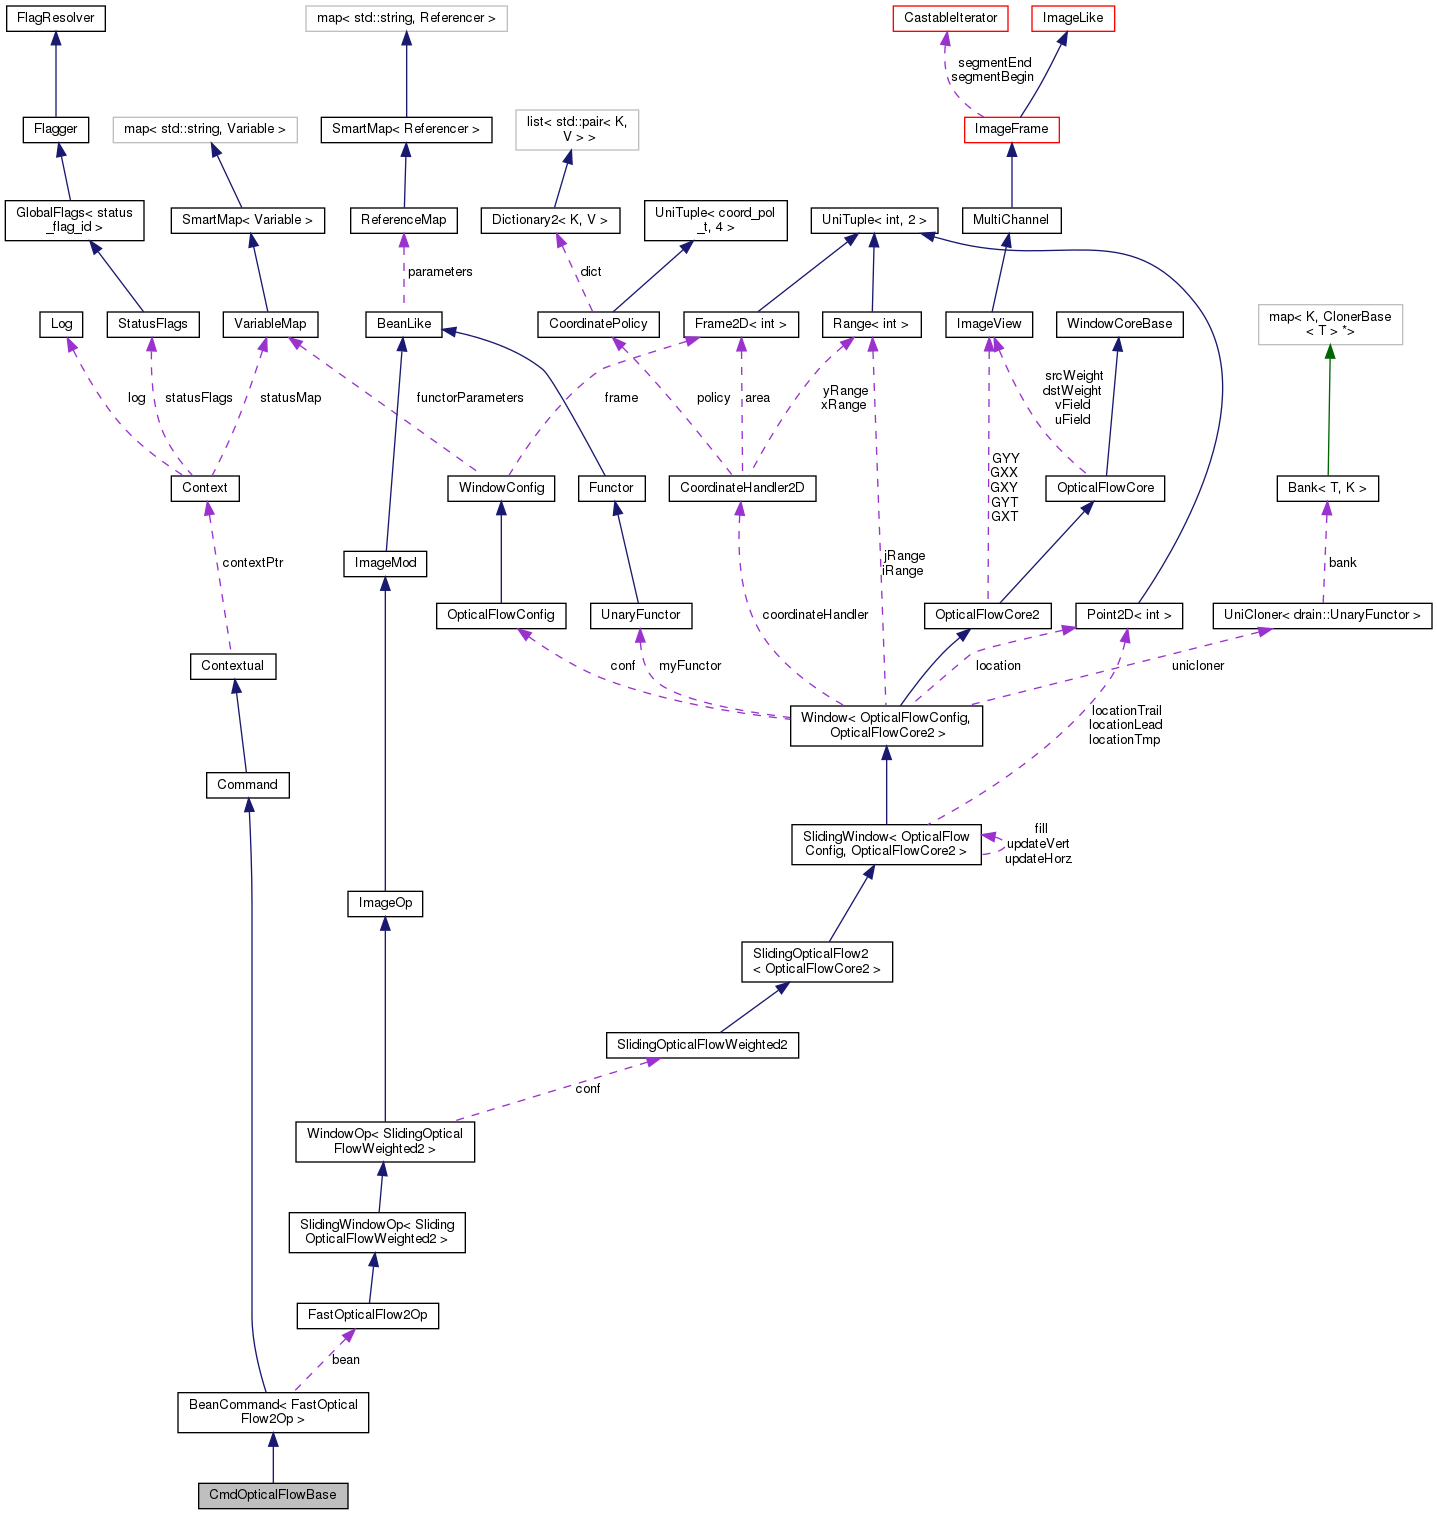 FlagResolver
map< std::string, Referencer >
CastableIterator
ImageLike
segmentEnd
segmentBegin
Flagger
map< std::string, Variable >
SmartMap< Referencer >
list< std::pair< K,
V > >
ImageFrame
GlobalFlags< status
_flag_id >
SmartMap< Variable >
ReferenceMap
Dictionary2< K, V >
UniTuple< coord_pol
_t, 4 >
UniTuple< int, 2 >
MultiChannel
parameters
dict
Log
StatusFlags
VariableMap
BeanLike
CoordinatePolicy
Frame2D< int >
Range< int >
ImageView
WindowCoreBase
map< K, ClonerBase
< T > *>
log
statusFlags
statusMap
functorParameters
frame
policy
area
yRange
xRange
srcWeight
dstWeight
vField
uField
Context
WindowConfig
Functor
CoordinateHandler2D
GYY
GXX
GXY
GYT
GXT
OpticalFlowCore
Bank< T, K >
contextPtr
ImageMod
jRange
iRange
bank
OpticalFlowConfig
UnaryFunctor
coordinateHandler
OpticalFlowCore2
Point2D< int >
UniCloner< drain::UnaryFunctor >
Contextual
conf
myFunctor
location
unicloner
Window< OpticalFlowConfig,
OpticalFlowCore2 >
locationTrail
locationLead
locationTmp
Command
SlidingWindow< OpticalFlow
Config, OpticalFlowCore2 >
fill
updateVert
updateHorz
ImageOp
SlidingOpticalFlow2
< OpticalFlowCore2 >
SlidingOpticalFlowWeighted2
conf
WindowOp< SlidingOptical
FlowWeighted2 >
SlidingWindowOp< Sliding
OpticalFlowWeighted2 >
FastOpticalFlow2Op
bean
BeanCommand< FastOptical
Flow2Op >
CmdOpticalFlowBase